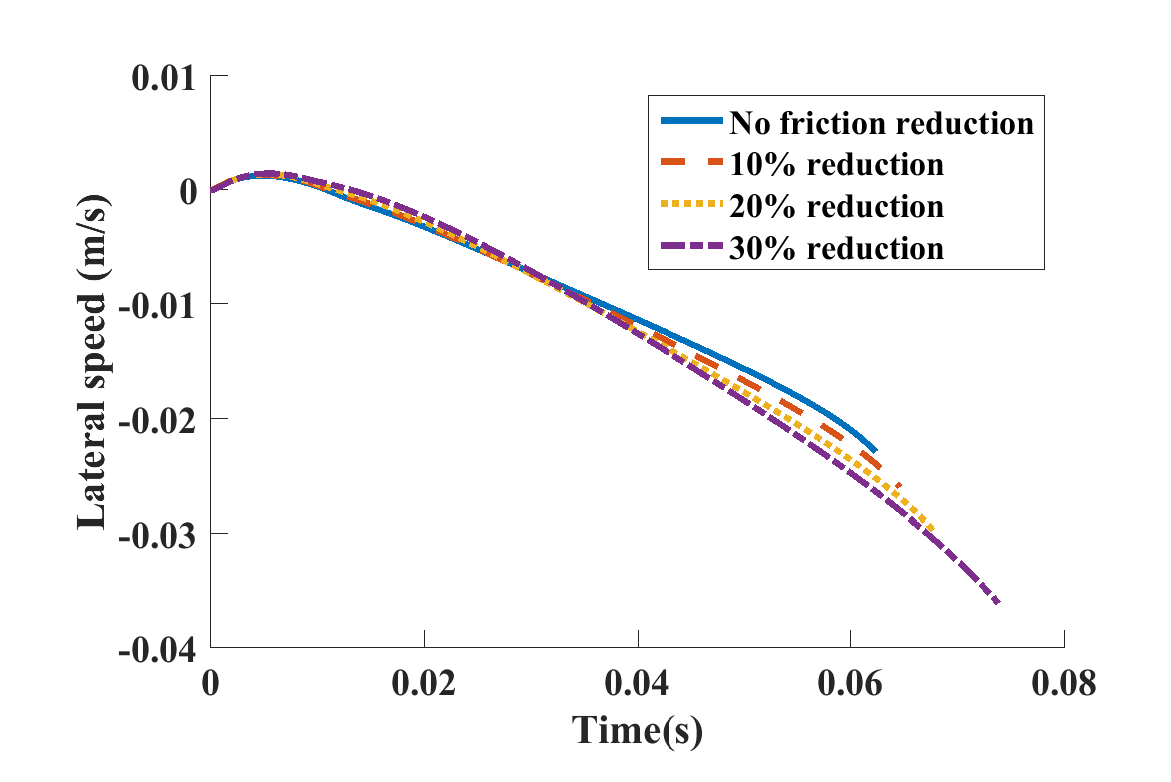 0.01
0
-0.01
-0.02
-0.03
-0.04
Lateral speed (m/s)
No friction reduction
10% reduction
20% reduction
30% reduction
0
0.02
0.04
0.06
0.08
Time(s)